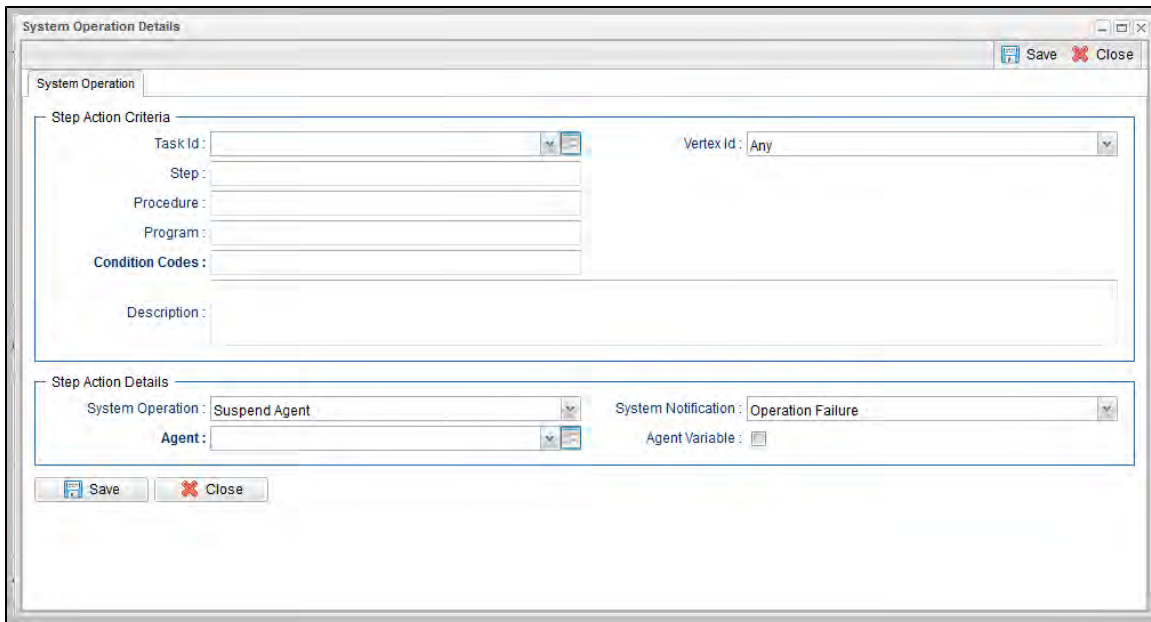 System Operation Details
Save Close
System Operation
Step Action Criteria
Task Id : Vertex Id : Any
Step :
Procedure :
Program :
Condition Codes :
Description :
Step Action Details
System Operation : Suspend Agent System Notification : Operation Failure
Agent : Agent Variable :
Save Close